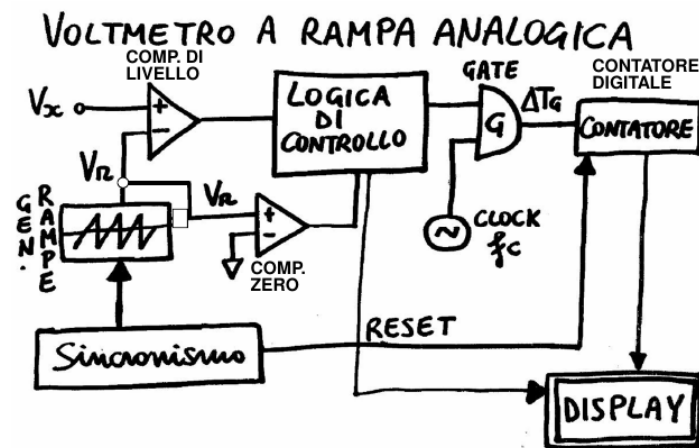 VOLTMETRO A RAMPA ANALOGICA
COMP. DI
LIVELLO
GATE
CONTATORE
DIGITALE
Vx
+
-
LOGICA
DI
CONTROLLO
G
ΔTG
CONTATORE
VR
VR
GEN.
RAMPE
+
-
COMP.
ZERO
~
CLOCK
fc
RESET
Sincronismo
DISPLAY